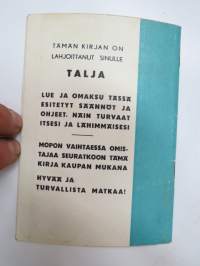 TÄMÄN KIRJAN ON
LAHJOITTANUT SINULLE
TALJA
LUE JA OMAKSU TÄSSÄ
ESITETYT SÄÄNNÖT JA
OHJEET. NÄIN TURVAAT
ITSESI JA LÄHIMMÄISESI
MOPON VAIHTAESSA OMIS-
TAJAA SEURATKOON TÄMÄ
KIRJA KAUPAN MUKANA
HYVÄÄ JA
TURVALLISTA MATKAA!